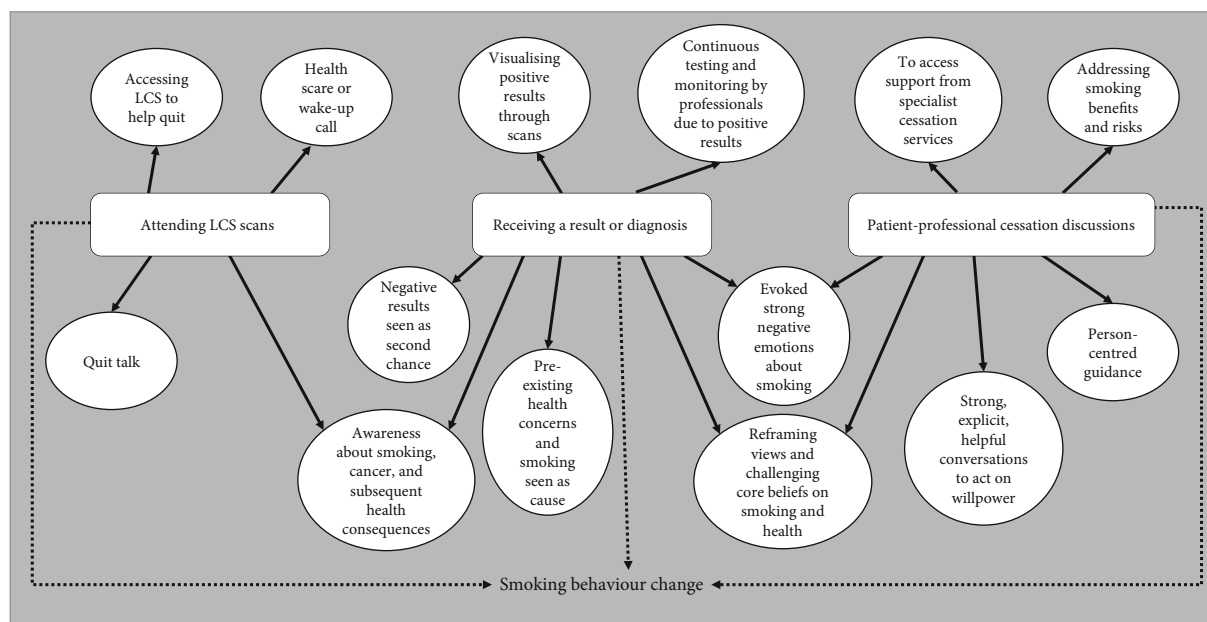 Accessing
LCS to
help quit
Health
scare or
wake-up
call
Visualising
positive
results
through
scans
Continuous
testing and
monitoring by
professionals
due to positive
results
To access
support from
specialist
cessation
services
Addressing
smoking
benefits
and risks
Attending LCS scans
Receiving a result or diagnosis
Patient-professional cessation discussions
Quit talk
Negative
results
seen as
second
chance
Evoked
strong
negative
emotions
about
smoking
Person-
centred
guidance
Awareness
about smoking,
cancer, and
subsequent
health
consequences
Pre-
existing
health
concerns
and
smoking
seen as
cause
Reframing
views and
challenging
core beliefs on
smoking and
health
Strong,
explicit,
helpful
conversations
to act on
willpower
Smoking behaviour change